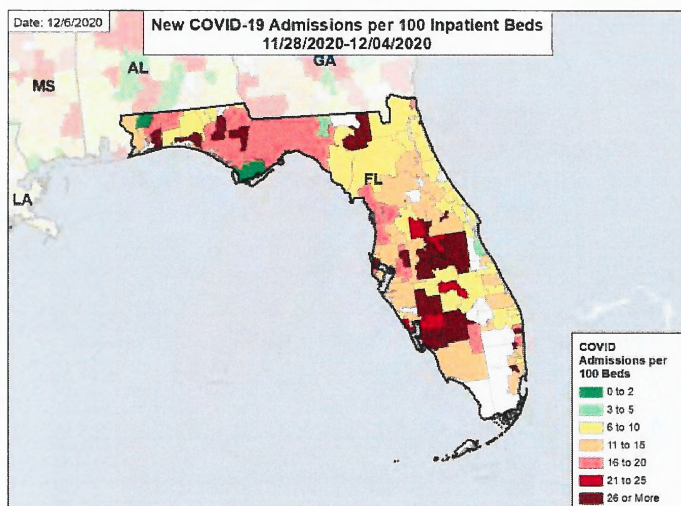 Date: 12/6/2020
New COVID-19 Admissions per 100 Inpatient Beds
11/28/2020-12/04/2020
MS
AL
GA
LA
FL
COVID
Admissions per
100 Beds
0 to 2
3 to 5
6 to 10
11 to 15
16 to 20
21 to 25
26 or More